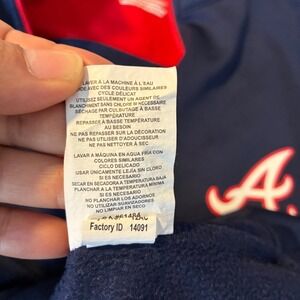 LAVER À LA MACHINE À L'EAU
AVEC DES COULEURS SIMILAIRES
CYCLE DÉLICAT
UTILISEZ SEULEMENT UN AGENT DE
BLANCHIMENT SANS CHLORE SI NÉCESSAIRE
SÉCHAGE PAR CULBUTAGE À BASSE
TEMPÉRATURE
REPASSER À BASSE TEMPÉRATURE
AU BESOIN
NE PAS REPASSER SUR LA DÉCORATION
NE PAS UTILISER D'ADOUCISSEUR
NE PAS NETTOYER À SEC
LAVAR A MÁQUINA EN AGUA FRÍA CON
COLORES SIMILARES
CICLO DELICADO
USAR ÚNICAMENTE LEJÍA SIN CLORO
SI ES NECESARIO
SECAR EN SECADORA A TEMPERATURA MÍNIMA
PLANCHAR A LA TEMPERATURA MÍNIMA
SI ES NECESARIO
NO PLANCHAR LOS ADORNOS
NO UTILIZAR SUAVIZANTES
NO LIMPIAR EN SECO
Factory ID 14091
A